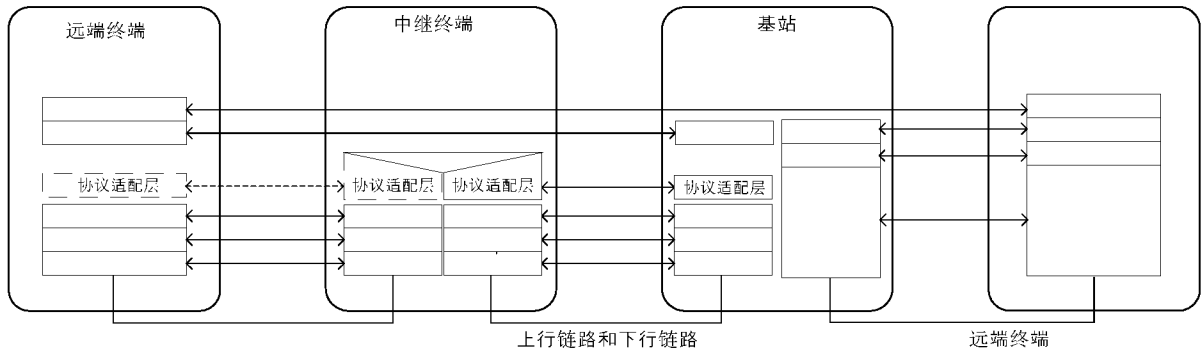 远端终端
中继终端
基站
协议适配层
协议适配层
协议适配层
协议适配层
上行链路和下行链路
远端终端